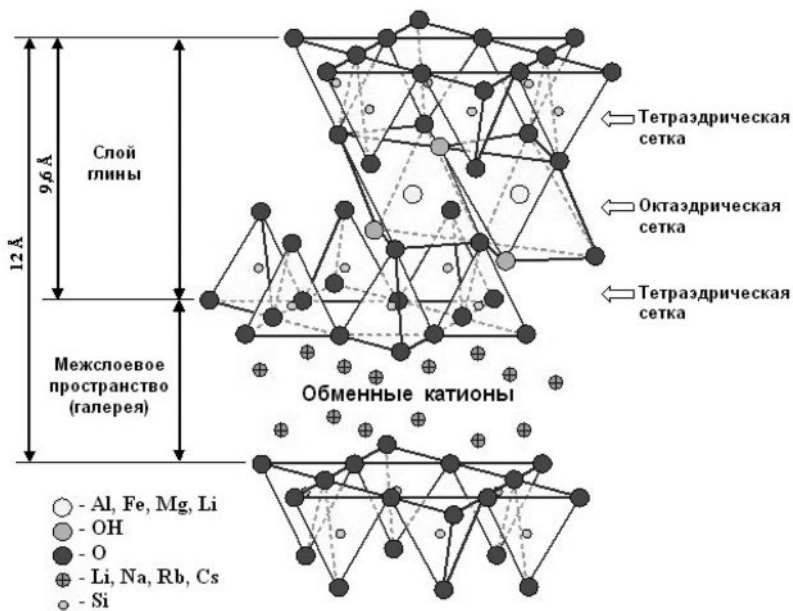 12 Å
9,6 Å
Слой
глины
Тетраэдрическая
сетка
Октаэдрическая
сетка
Тетраэдрическая
сетка
Межслоевое
пространство
(галерея)
Обменные катионы
- Al, Fe, Mg, Li
- OH
- O
- Li, Na, Rb, Cs
- Si